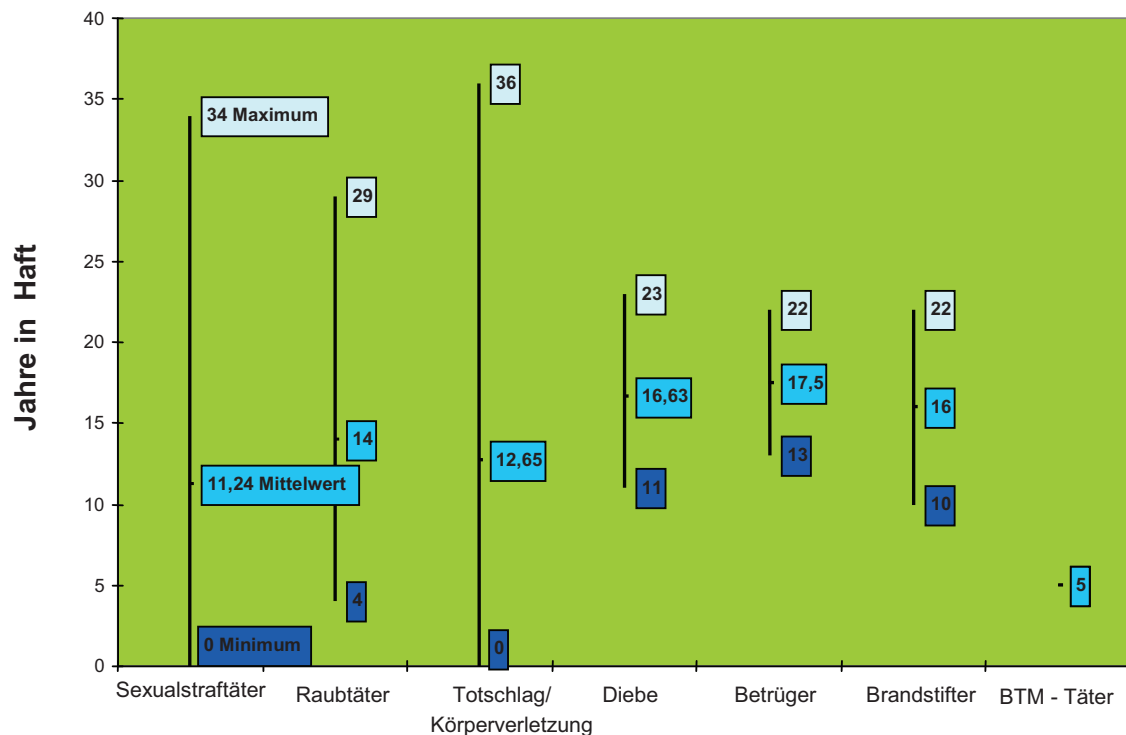 40
35
30
25
20
15
10
5
0
Jahre in Haft
34 Maximum
11,24 Mittelwert
0 Minimum
29
14
4
36
12,65
0
23
16,63
11
22
17,5
13
22
16
10
5
Sexualstraftäter
Raubtäter
Totschlag/
Körperverletzung
Diebe
Betrüger
Brandstifter
BTM - Täter